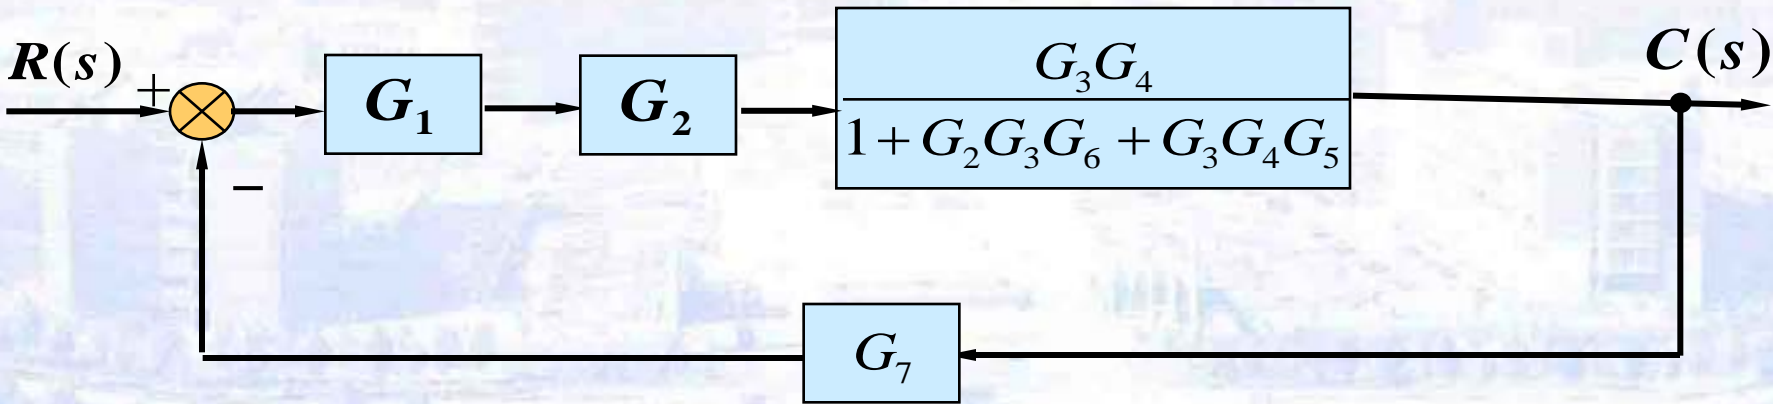 R(s)
+
G₁
G₂
G₃G₄
1 + G₂G₃G₆ + G₃G₄G₅
C(s)
−
G₇